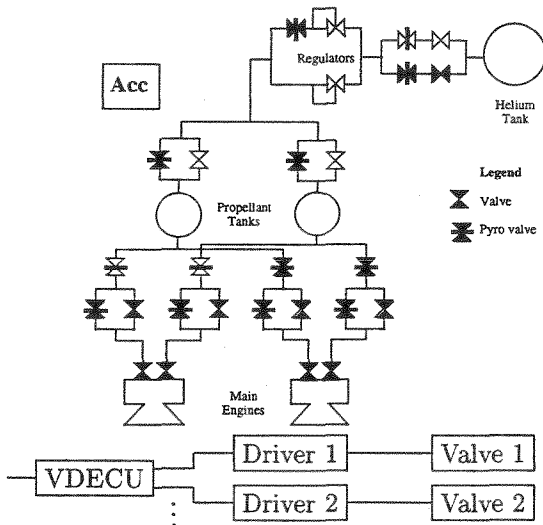 Regulators
Acc
Helium
Tank
Legend
Valve
Pyro valve
Propellant
Tanks
Main
Engines
VDECU
Driver 1
Valve 1
Driver 2
Valve 2